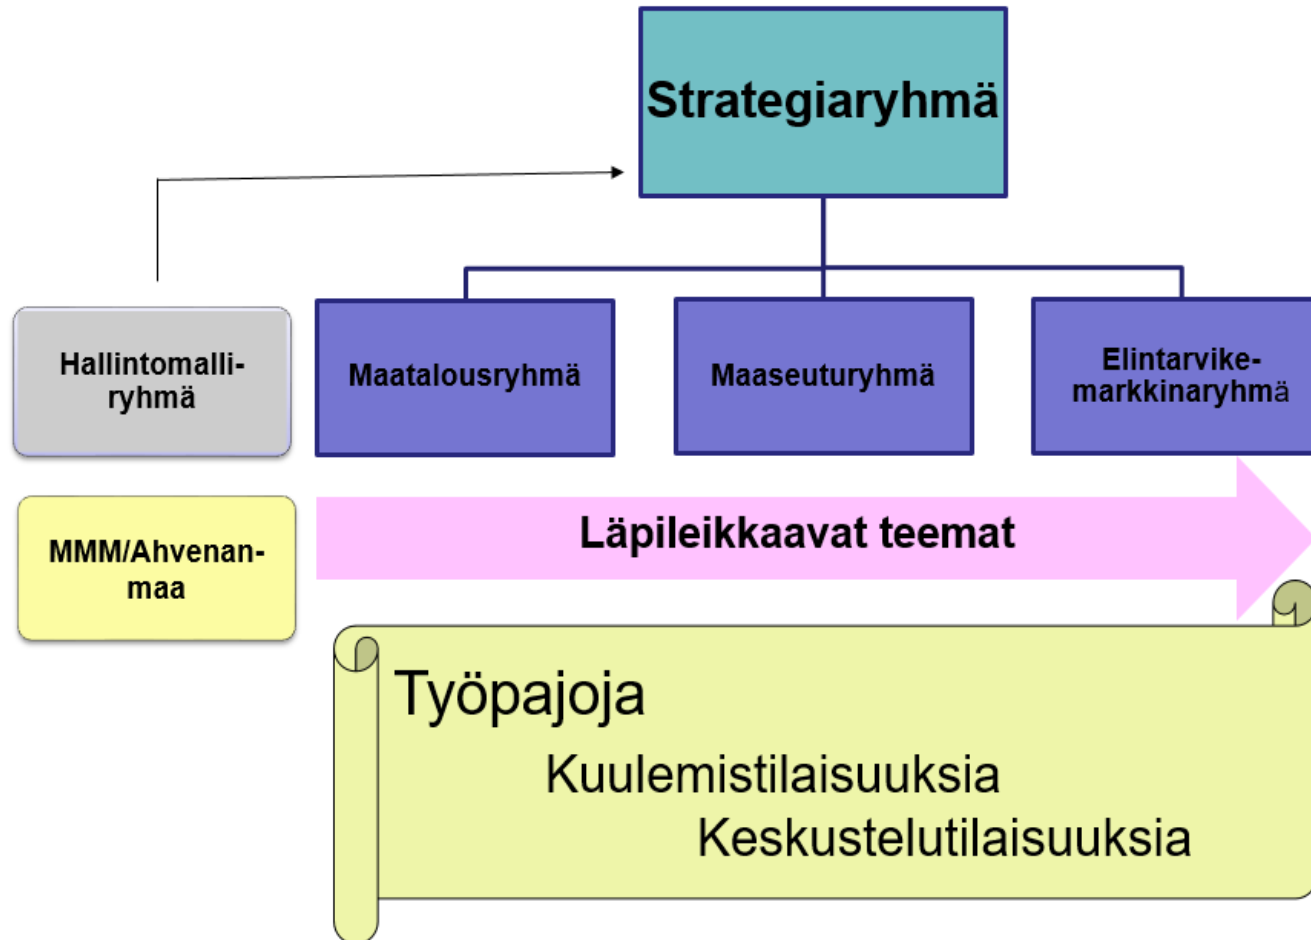 Strategiaryhmä
Hallintomalli-
ryhmä
Maatalousryhmä
Maaseuturyhmä
Elintarvike-
markkinaryhmä
MMM/Ahvenan-
maa
Läpileikkaavat teemat
Työpajoja
Kuulemistilaisuuksia
Keskustelutilaisuuksia